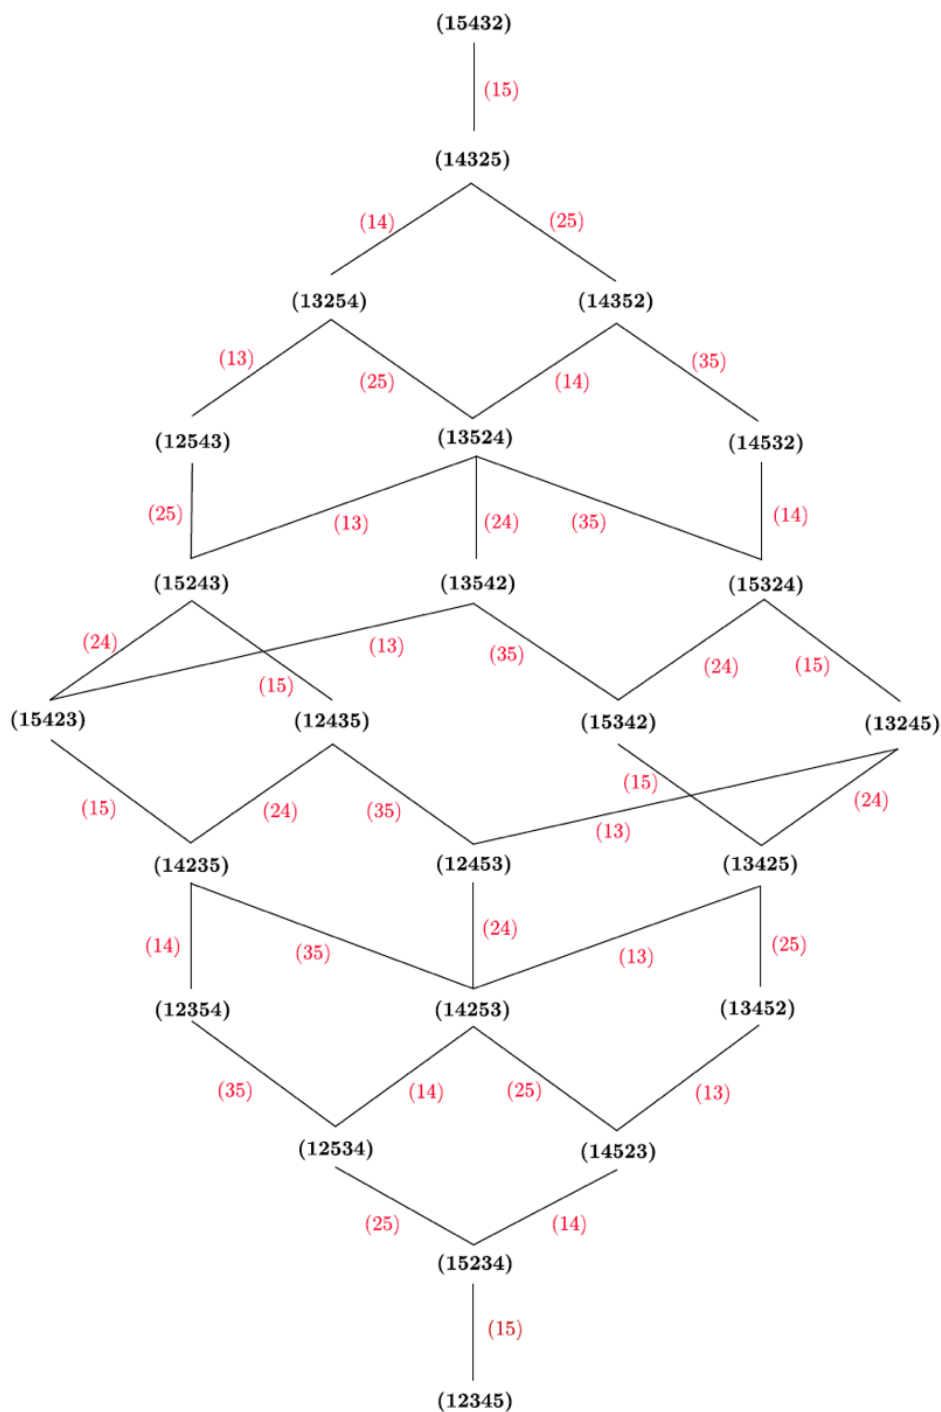 (15432)
(15)
(14325)
(14) (25)
(13254) (14352)
(13) (25) (14) (35)
(12543) (13524) (14532)
(25) (13) (24) (35) (14)
(15243) (13542) (15324)
(24) (15) (13) (35) (24) (15)
(15423) (12435) (15342) (13245)
(15) (24) (35) (15) (13) (24)
(14235) (12453) (13425)
(14) (35) (24) (13) (25)
(12354) (14253) (13452)
(35) (14) (25) (13)
(12534) (14523)
(25) (14)
(15234)
(15)
(12345)